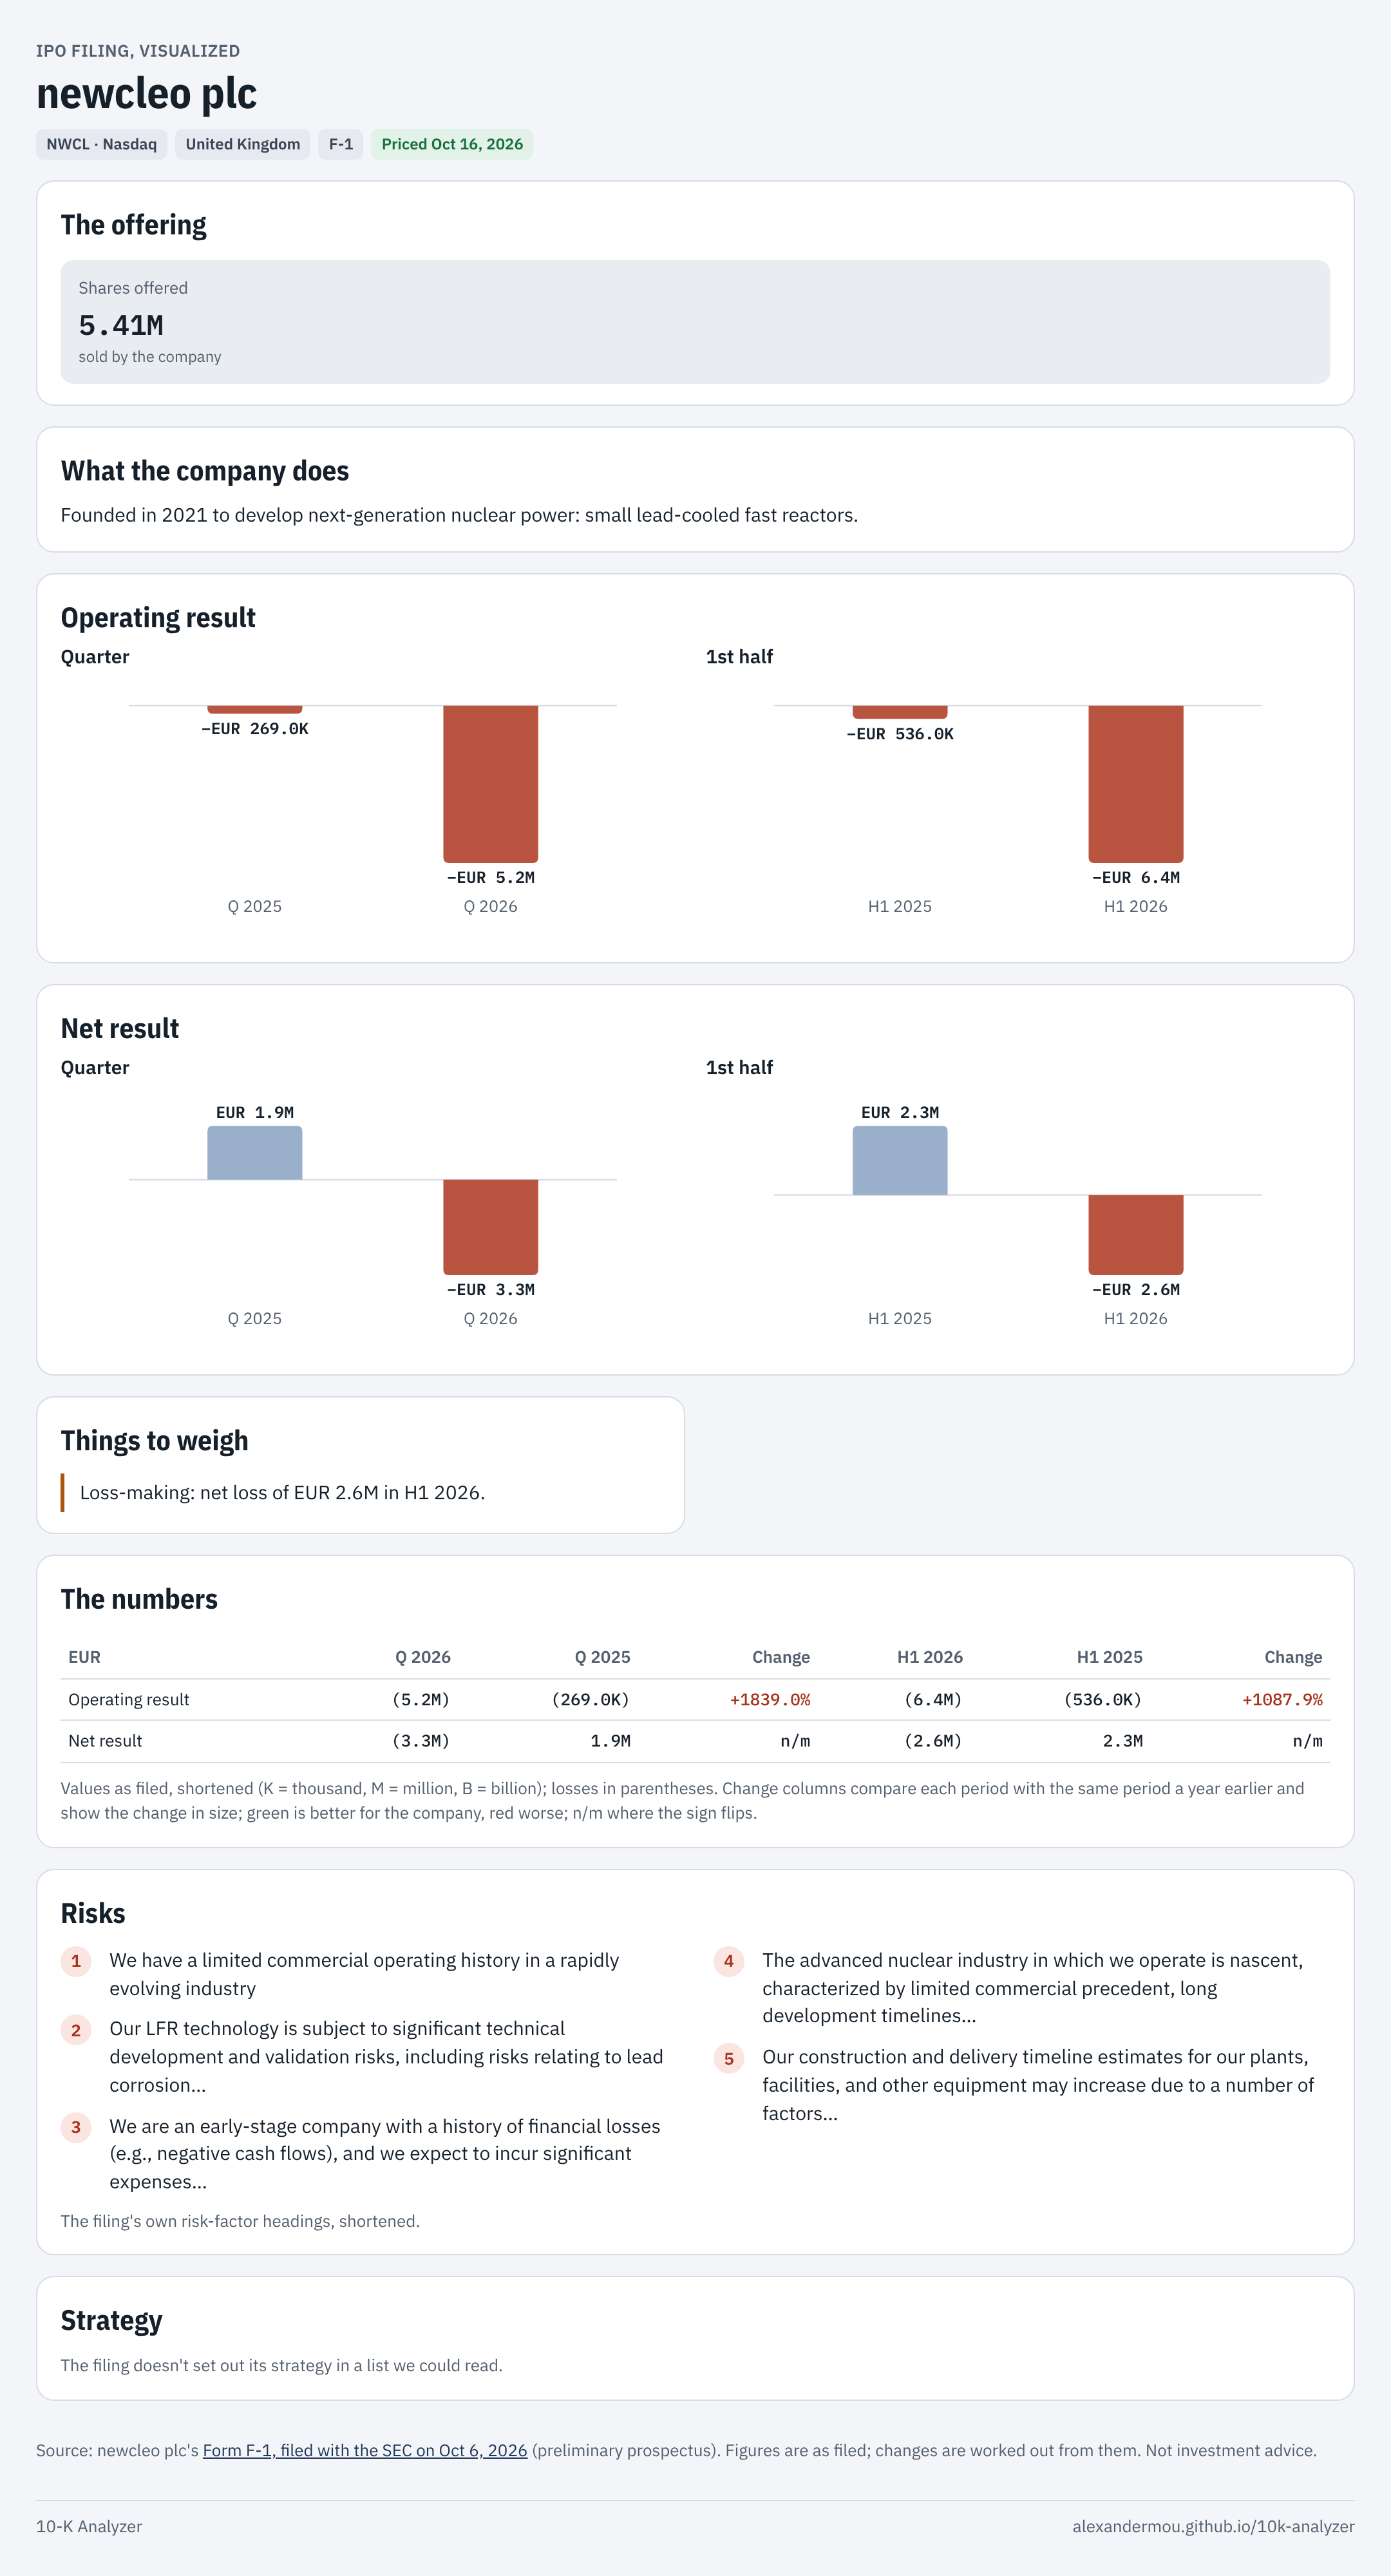 IPO FILING, VISUALIZED
newcleo plc
NWCL · Nasdaq
United Kingdom
F-1
Priced Oct 16, 2026
The offering
Shares offered
5.41M
sold by the company
What the company does
Founded in 2021 to develop next-generation nuclear power: small lead-cooled fast reactors.
Operating result
Quarter
−EUR 269.0K
−EUR 5.2M
Q 2025
Q 2026
1st half
−EUR 536.0K
−EUR 6.4M
H1 2025
H1 2026
Net result
Quarter
EUR 1.9M
−EUR 3.3M
Q 2025
Q 2026
1st half
EUR 2.3M
−EUR 2.6M
H1 2025
H1 2026
Things to weigh
Loss-making: net loss of EUR 2.6M in H1 2026.
The numbers
EUR Q 2026 Q 2025 Change H1 2026 H1 2025 Change
Operating result (5.2M) (269.0K) +1839.0% (6.4M) (536.0K) +1087.9%
Net result (3.3M) 1.9M n/m (2.6M) 2.3M n/m
Values as filed, shortened (K = thousand, M = million, B = billion); losses in parentheses. Change columns compare each period with the same period a year earlier and
show the change in size; green is better for the company, red worse; n/m where the sign flips.
Risks
1 We have a limited commercial operating history in a rapidly
evolving industry
2 Our LFR technology is subject to significant technical
development and validation risks, including risks relating to lead
corrosion…
3 We are an early-stage company with a history of financial losses
(e.g., negative cash flows), and we expect to incur significant
expenses…
4 The advanced nuclear industry in which we operate is nascent,
characterized by limited commercial precedent, long
development timelines…
5 Our construction and delivery timeline estimates for our plants,
facilities, and other equipment may increase due to a number of
factors…
The filing's own risk-factor headings, shortened.
Strategy
The filing doesn't set out its strategy in a list we could read.
Source: newcleo plc's Form F-1, filed with the SEC on Oct 6, 2026 (preliminary prospectus). Figures are as filed; changes are worked out from them. Not investment advice.
10-K Analyzer
alexandermou.github.io/10k-analyzer